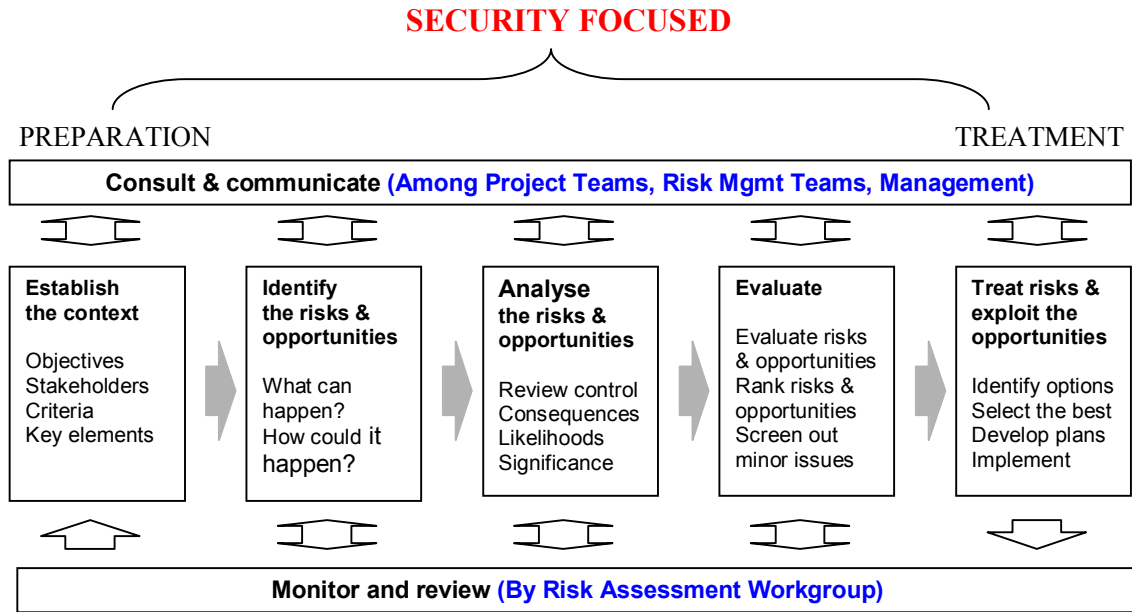 SECURITY FOCUSED
PREPARATION
TREATMENT
Consult & communicate (Among Project Teams, Risk Mgmt Teams, Management)
Establish
the context
Objectives
Stakeholders
Criteria
Key elements
Identify
the risks &
opportunities
What can
happen?
How could it
happen?
Analyse
the risks &
opportunities
Review control
Consequences
Likelihoods
Significance
Evaluate
Evaluate risks
& opportunities
Rank risks &
opportunities
Screen out
minor issues
Treat risks &
exploit the
opportunities
Identify options
Select the best
Develop plans
Implement
Monitor and review (By Risk Assessment Workgroup)